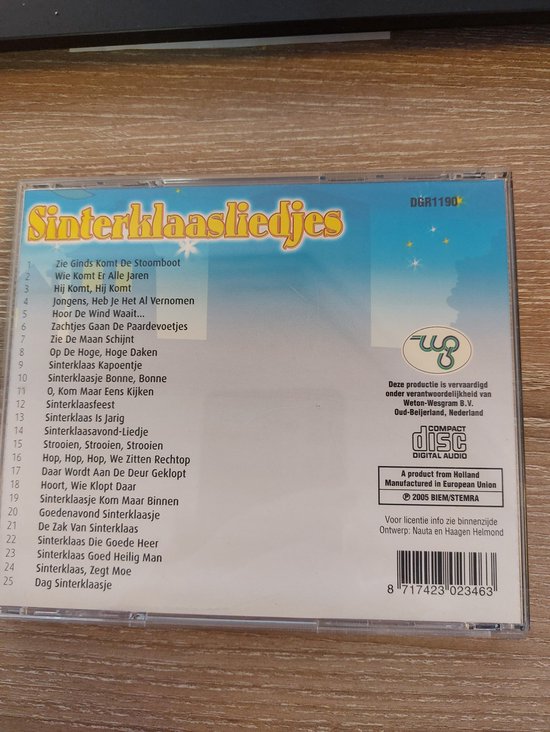 Sinterklaasliedjes
DGR1190
1 Zie Ginds Komt De Stoomboot
2 Wie Komt Er Alle Jaren
3 Hij Komt, Hij Komt
4 Jongens, Heb Je Het Al Vernomen
5 Hoor De Wind Waait...
6 Zachtjes Gaan De Paardevoetjes
7 Zie De Maan Schijnt
8 Op De Hoge, Hoge Daken
9 Sinterklaas Kapoentje
10 Sinterklaasje Bonne, Bonne
11 O, Kom Maar Eens Kijken
12 Sinterklaasfeest
13 Sinterklaas Is Jarig
14 Sinterklaasavond-Liedje
15 Strooien, Strooien, Strooien
16 Hop, Hop, Hop, We Zitten Rechtop
17 Daar Wordt Aan De Deur Geklopt
18 Hoort, Wie Klopt Daar
19 Sinterklaasje Kom Maar Binnen
20 Goedenavond Sinterklaasje
21 De Zak Van Sinterklaas
22 Sinterklaas Die Goede Heer
23 Sinterklaas Goed Heilig Man
24 Sinterklaas, Zegt Moe
25 Dag Sinterklaasje
WG
Deze productie is vervaardigd
onder verantwoordelijkheid van
Weton-Wesgram B.V.
Oud-Beijerland, Nederland
COMPACT
disc
DIGITAL AUDIO
A product from Holland
Manufactured in European Union
℗ 2005 BIEM/STEMRA
Voor licentie info zie binnenzijde
Ontwerp: Nauta en Haagen Helmond
8 717423 023463